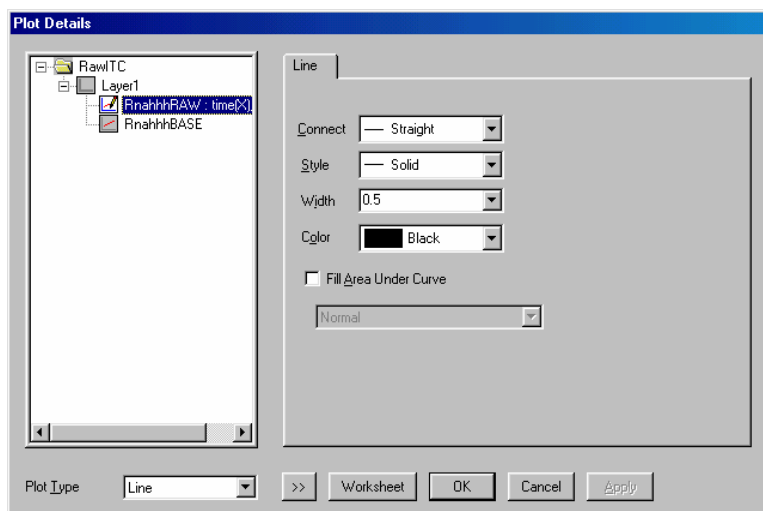 Plot Details
RawITC
Layer1
RnahhhRAW : time(X),
RnahhhBASE
Line
Connect
Straight
Style
Solid
Width
0.5
Color
Black
Fill Area Under Curve
Normal
Plot Type
Line
>>
Worksheet
OK
Cancel
Apply